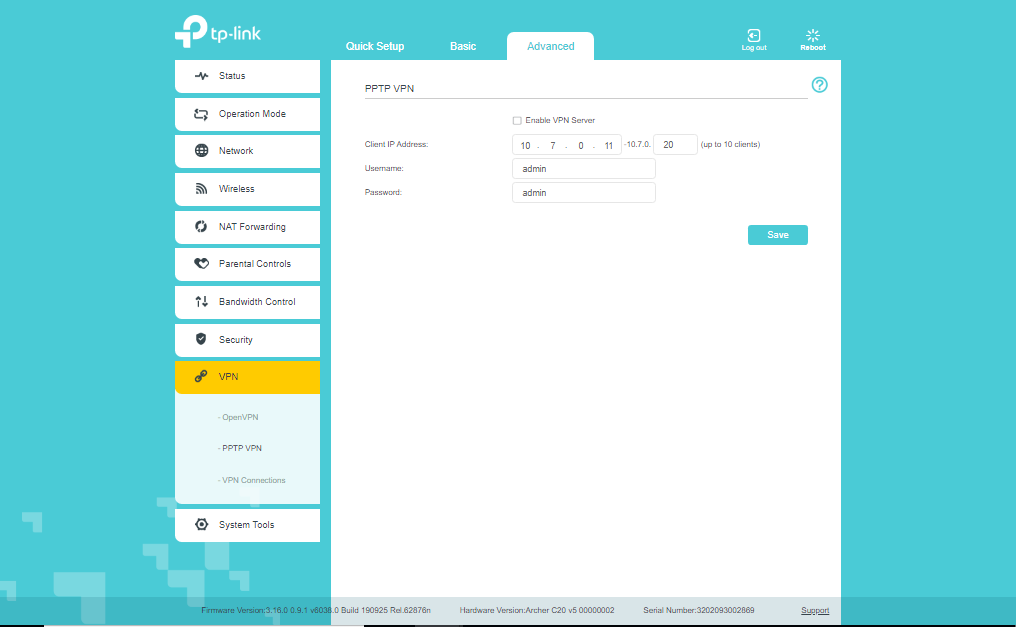 tp-link
Quick Setup Basic Advanced Log out Reboot
Status
Operation Mode
Network
Wireless
NAT Forwarding
Parental Controls
Bandwidth Control
Security
VPN
- OpenVPN
- PPTP VPN
- VPN Connections
System Tools
PPTP VPN
?
Enable VPN Server
Client IP Address: 10 . 7 . 0 . 11 -10.7.0. 20 (up to 10 clients)
Username: admin
Password: admin
Save
Firmware Version:3.16.0 0.9.1 v6038.0 Build 190925 Rel.62876n Hardware Version:Archer C20 v5 00000002 Serial Number:3202093002869 Support